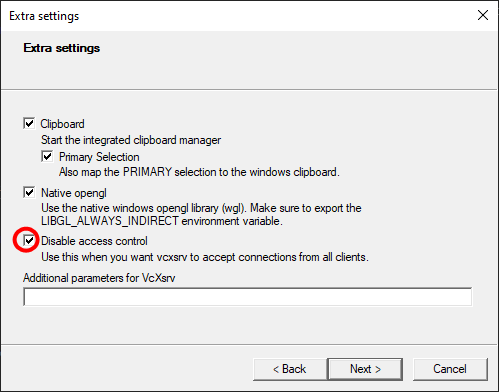 Extra settings
Extra settings
Clipboard
Start the integrated clipboard manager
Primary Selection
Also map the PRIMARY selection to the windows clipboard.
Native opengl
Use the native windows opengl library (wgl). Make sure to export the
LIBGL_ALWAYS_INDIRECT environment variable.
Disable access control
Use this when you want vcxsrv to accept connections from all clients.
Additional parameters for VcXsrv
< Back
Next >
Cancel